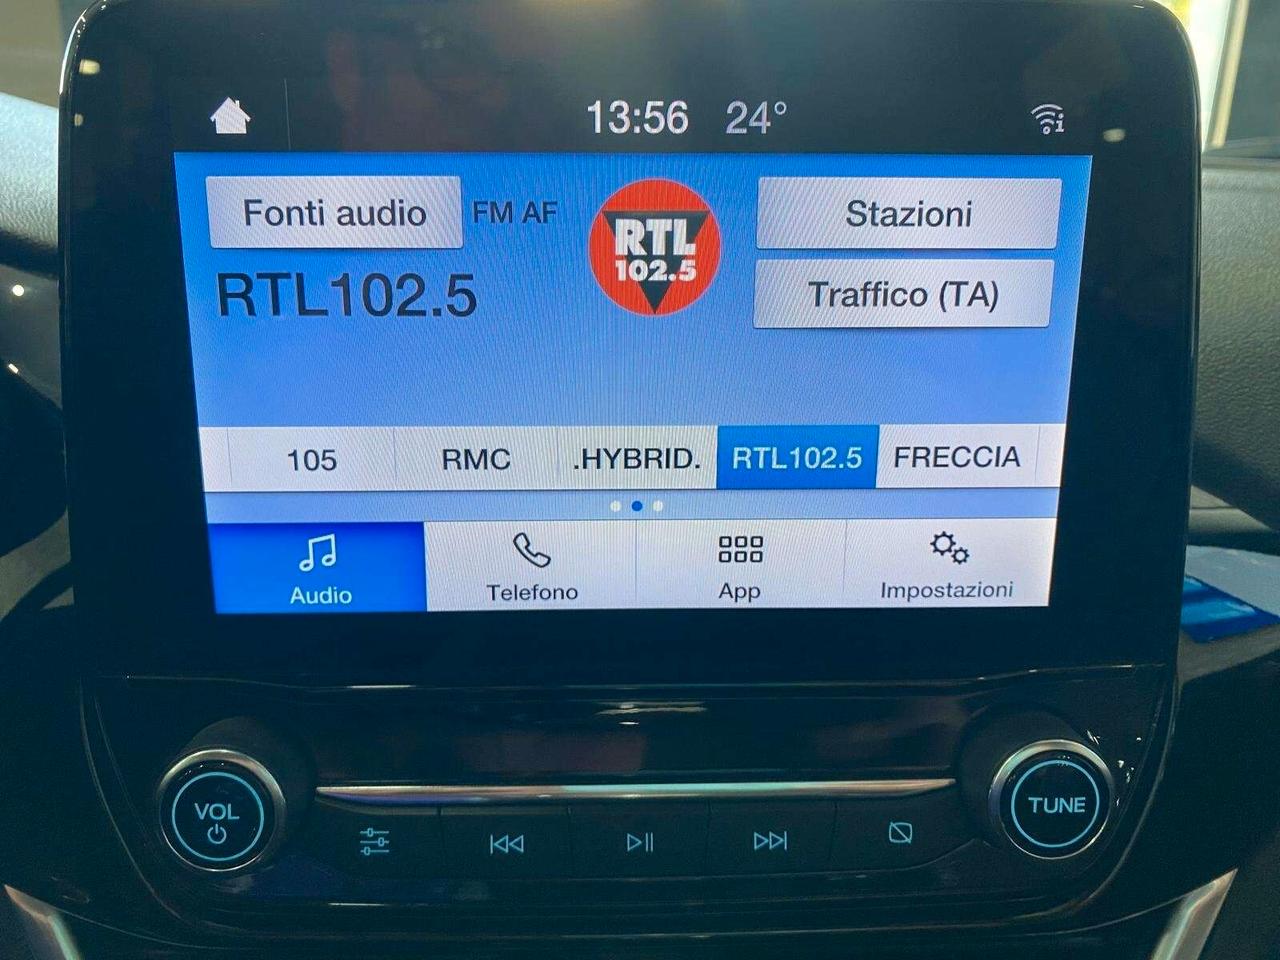 13:56 24°
Fonti audio
FM AF
RTL
102.5
Stazioni
RTL102.5
Traffico (TA)
105
RMC
.HYBRID.
RTL102.5
FRECCIA
Audio
Telefono
App
Impostazioni
VOL
TUNE